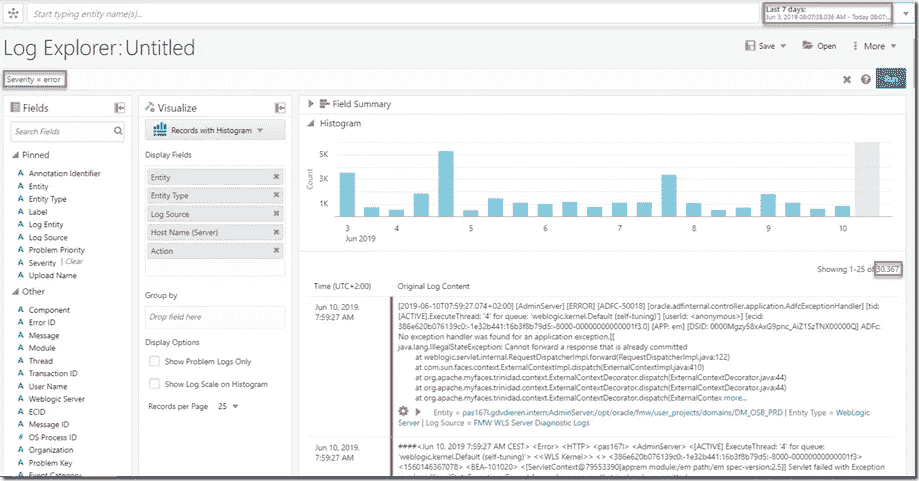 Start typing entity name(s)...
Last 7 days:
Jun 3, 2019 08:07:38.036 AM - Today 08:07:...
Log Explorer: Untitled
Save
Open
More
Severity = error
Run
Fields
Search Fields
Pinned
Annotation Identifier
Entity
Entity Type
Label
Log Entity
Log Source
Problem Priority
Severity | Clear
Upload Name
Other
Component
Error ID
Message
Module
Thread
Transaction ID
User Name
Weblogic Server
ECID
Message ID
OS Process ID
Organization
Problem Key
Event Category
Visualize
Records with Histogram
Display Fields
Entity
Entity Type
Log Source
Host Name (Server)
Action
Group by
Drop field here
Display Options
Show Problem Logs Only
Show Log Scale on Histogram
Records per Page 25
Field Summary
Histogram
Count
5K
3K
1K
3 4 5 6 7 8 9 10
Jun 2019
Showing 1-25 of 30.367
Time (UTC+2:00) Original Log Content
Jun 10, 2019, 7:59:27 AM
[2019-06-10T07:59:27.074+02:00] [AdminServer] [ERROR] [ADFC-50018] [oracle.adfinternal.controller.application.AdfcExceptionHandler] [tid:
[ACTIVE].ExecuteThread: '4' for queue: 'weblogic.kernel.Default (self-tuning)'] [userId: <anonymous>] [ecid:
386e620b076139c0:-1e32b441:16b3f8b79d5:-8000-00000000000001f3,0] [APP: em] [DSID: 0000Mgzy58xAxG9pnc_AiZ1SzTNX00000Q] ADFc:
No exception handler was found for an application exception.[[
java.lang.IllegalStateException: Cannot forward a response that is already committed
at weblogic.servlet.internal.RequestDispatcherImpl.forward(RequestDispatcherImpl.java:122)
at com.sun.faces.context.ExternalContextImpl.dispatch(ExternalContextImpl.java:410)
at org.apache.myfaces.trinidad.context.ExternalContextDecorator.dispatch(ExternalContextDecorator.java:44)
at org.apache.myfaces.trinidad.context.ExternalContextDecorator.dispatch(ExternalContextDecorator.java:44)
at org.apache.myfaces.trinidad.context.ExternalContextDecorator.dispatch(ExternalContex more...
Entity = pas167l.gdvdieren.intern:AdminServer:/opt/oracle/fmw/user_projects/domains/DM_OSB_PRD | Entity Type = WebLogic
Server | Log Source = FMW WLS Server Diagnostic Logs
Jun 10, 2019, 7:59:27 AM
####<Jun 10, 2019 7:59:27 AM CEST> <Error> <HTTP> <pas167l> <AdminServer> <[ACTIVE] ExecuteThread: '4' for queue:
'weblogic.kernel.Default (self-tuning)'> <<WLS Kernel>> <> <386e620b076139c0:-1e32b441:16b3f8b79d5:-8000-00000000000001f3>
<1560146367078> <BEA-101020> <[ServletContext@79553390[app:em module:/em path:/em spec-version:2.5]] Servlet failed with Exception